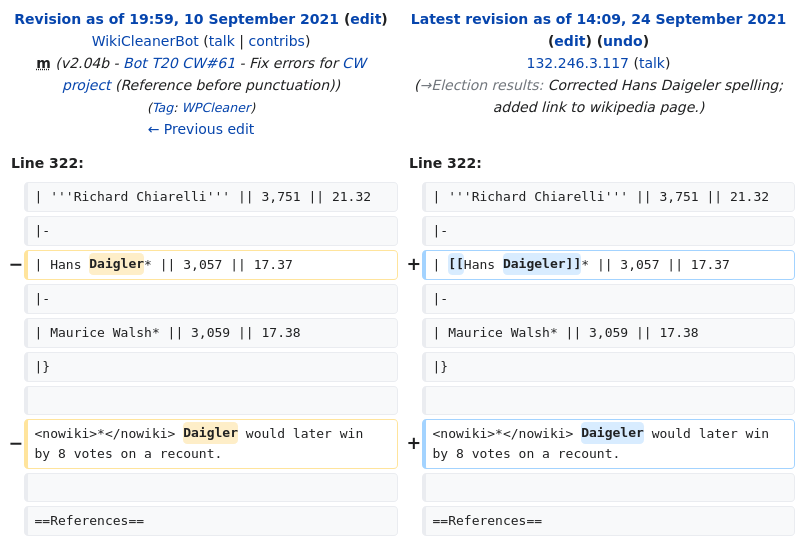 Revision as of 19:59, 10 September 2021 (edit)
WikiCleanerBot (talk | contribs)
m (v2.04b - Bot T20 CW#61 - Fix errors for CW
project (Reference before punctuation))
(Tag: WPCleaner)
← Previous edit
Latest revision as of 14:09, 24 September 2021
(edit) (undo)
132.246.3.117 (talk)
(→Election results: Corrected Hans Daigeler spelling;
added link to wikipedia page.)
Line 322:
| '''Richard Chiarelli''' || 3,751 || 21.32
|-
− | Hans Daigler* || 3,057 || 17.37
|-
| Maurice Walsh* || 3,059 || 17.38
|}
− <nowiki>*</nowiki> Daigler would later win
by 8 votes on a recount.
==References==
Line 322:
| '''Richard Chiarelli''' || 3,751 || 21.32
|-
+ | [[Hans Daigeler]]* || 3,057 || 17.37
|-
| Maurice Walsh* || 3,059 || 17.38
|}
+ <nowiki>*</nowiki> Daigeler would later win
by 8 votes on a recount.
==References==